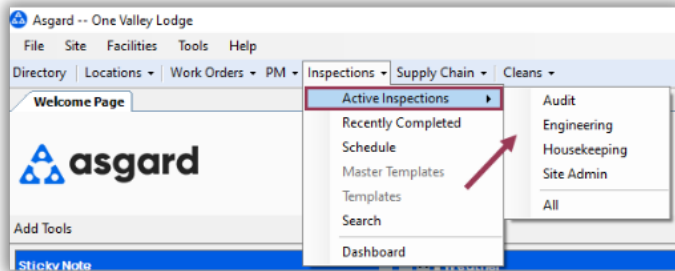 Asgard -- One Valley Lodge
File Site Facilities Tools Help
Directory Locations Work Orders PM Inspections Supply Chain Cleans
Welcome Page
asgard
Add Tools
Sticky Note
Active Inspections
Recently Completed
Schedule
Master Templates
Templates
Search
Dashboard
Audit
Engineering
Housekeeping
Site Admin
All